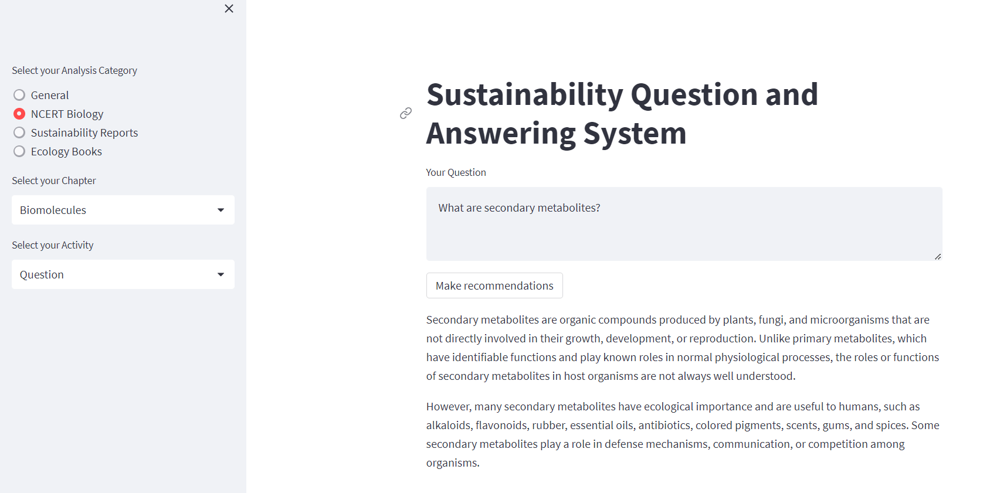 Select your Analysis Category
General
NCERT Biology
Sustainability Reports
Ecology Books
Select your Chapter
Biomolecules
Select your Activity
Question
Sustainability Question and
Answering System
Your Question
What are secondary metabolites?
Make recommendations
Secondary metabolites are organic compounds produced by plants, fungi, and microorganisms that are
not directly involved in their growth, development, or reproduction. Unlike primary metabolites, which
have identifiable functions and play known roles in normal physiological processes, the roles or functions
of secondary metabolites in host organisms are not always well understood.
However, many secondary metabolites have ecological importance and are useful to humans, such as
alkaloids, flavonoids, rubber, essential oils, antibiotics, colored pigments, scents, gums, and spices. Some
secondary metabolites play a role in defense mechanisms, communication, or competition among
organisms.